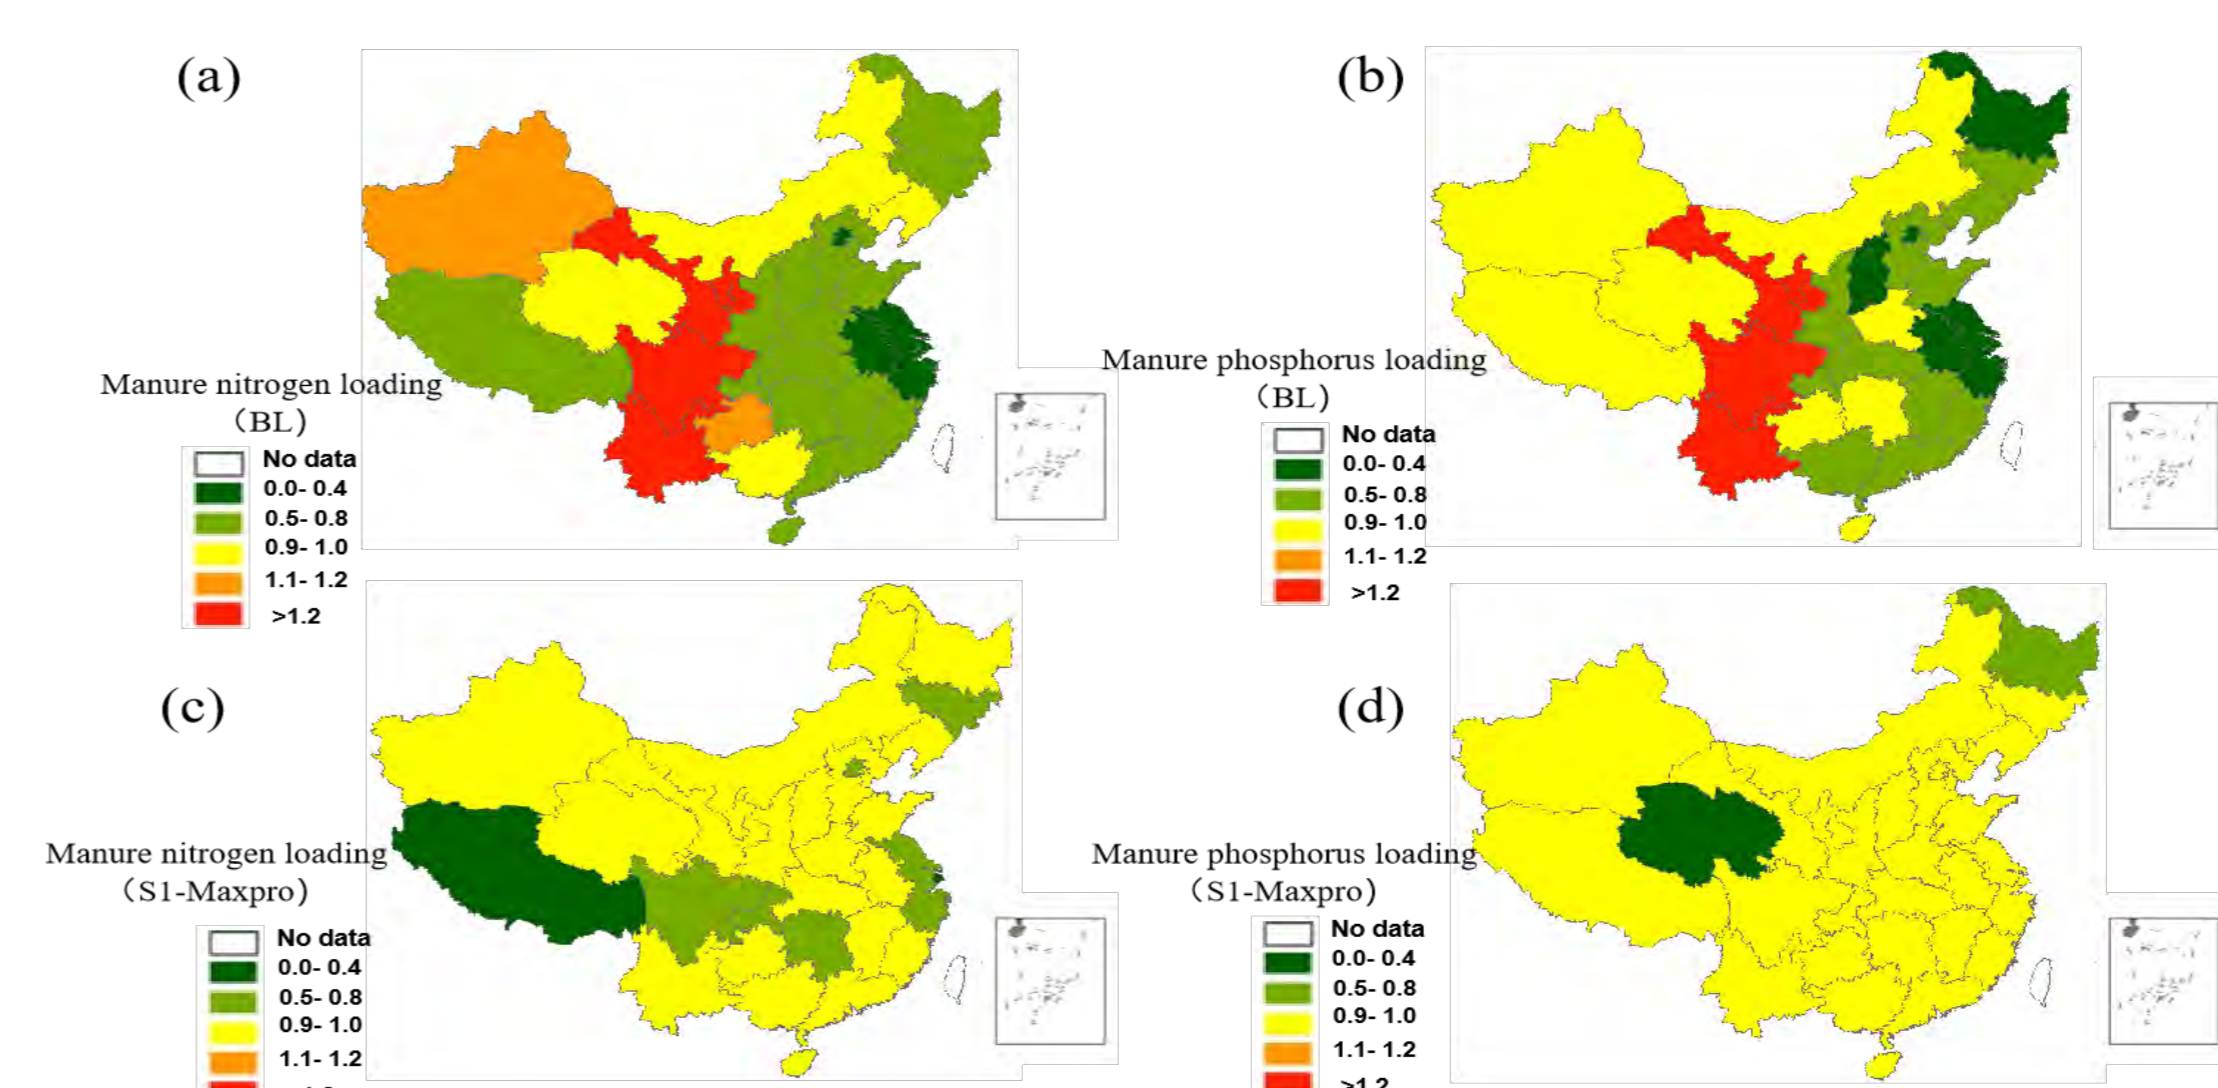 (a)
Manure nitrogen loading
(BL)
No data
0.0- 0.4
0.5- 0.8
0.9- 1.0
1.1- 1.2
>1.2
(b)
Manure phosphorus loading
(BL)
No data
0.0- 0.4
0.5- 0.8
0.9- 1.0
1.1- 1.2
>1.2
(c)
Manure nitrogen loading
(S1-Maxpro)
No data
0.0- 0.4
0.5- 0.8
0.9- 1.0
1.1- 1.2
(d)
Manure phosphorus loading
(S1-Maxpro)
No data
0.0- 0.4
0.5- 0.8
0.9- 1.0
1.1- 1.2
>1.2